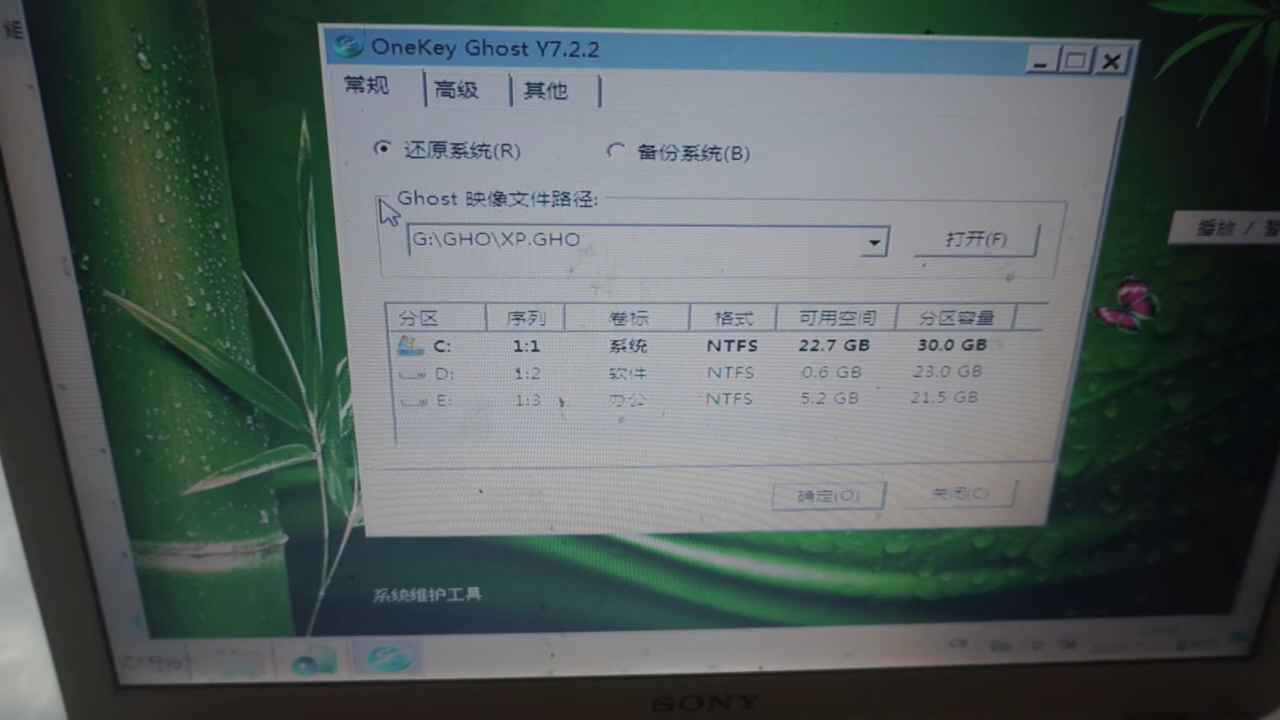 OneKey Ghost Y7.2.2
常规 高级 其他
还原系统(R) 备份系统(B)
Ghost 映像文件路径:
G:\GHO\XP.GHO 打开(F)
播放 / 暂
分区 序列 卷标 格式 可用空间 分区容量
C: 1:1 系统 NTFS 22.7 GB 30.0 GB
D: 1:2 软件 NTFS 0.6 GB 23.0 GB
E: 1:3 办公 NTFS 5.2 GB 21.5 GB
确定(O) 关闭(C)
系统维护工具
SONY